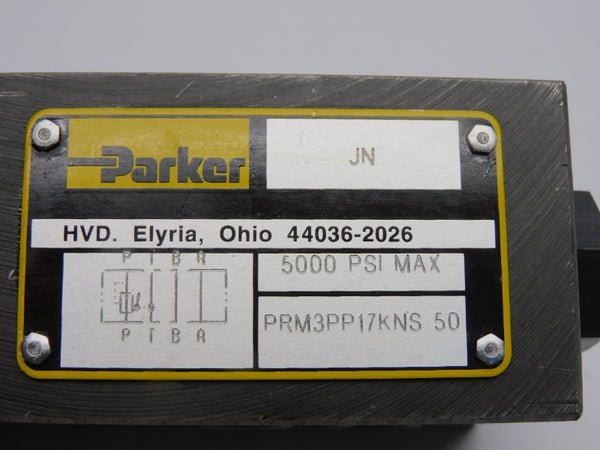 Parker
JN
HVD. Elyria, Ohio 44036-2026
P T B A
P T B A
5000 PSI MAX
PRM3PP17KNS 50